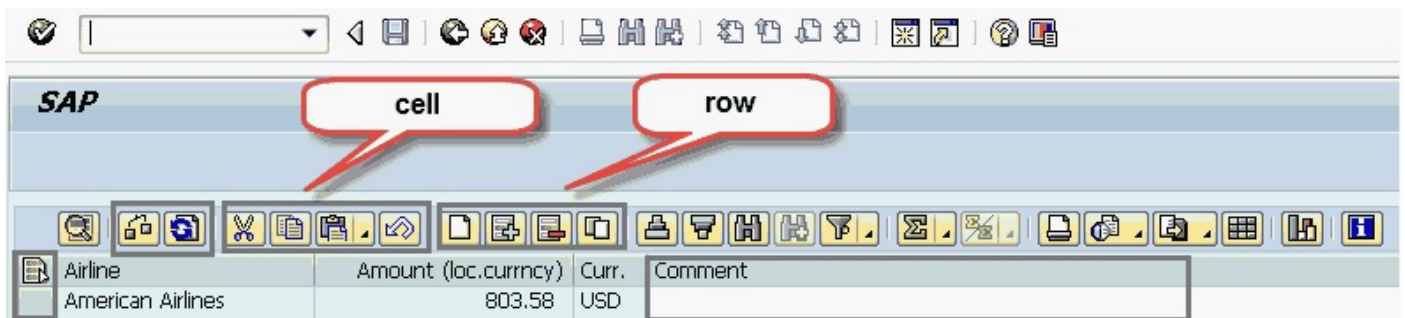 SAP
cell
row
Airline Amount (loc.currncy) Curr. Comment
American Airlines 803.58 USD